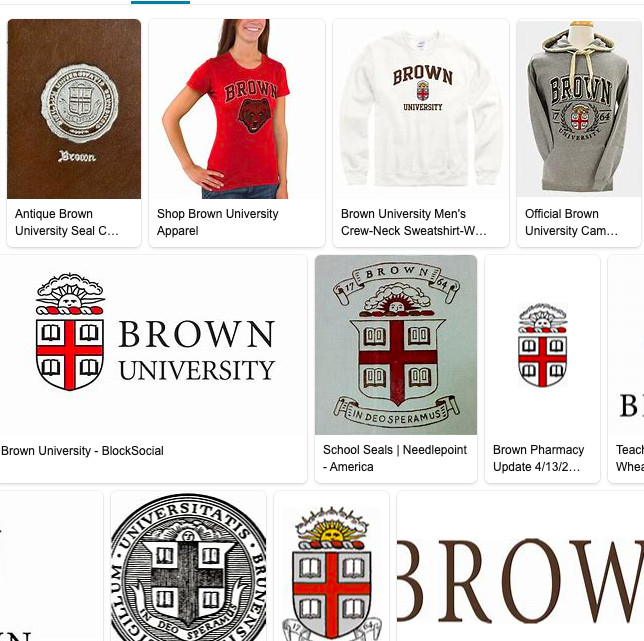 Brown
BROWN
BROWN
UNIVERSITY
BROWN
17 64
UNIVERSITY
Antique Brown
University Seal C...
Shop Brown University
Apparel
Brown University Men's
Crew-Neck Sweatshirt-W...
Official Brown
University Cam...
BROWN
UNIVERSITY
17 BROWN 64
IN DEO SPERAMUS
B
Brown University - BlockSocial
School Seals | Needlepoint
- America
Brown Pharmacy
Update 4/13/2...
Teach
Whea
SIGILLUM · UNIVERSITATIS · BRUNENSIS
IN DEO SPERAMUS
17 64
BROW